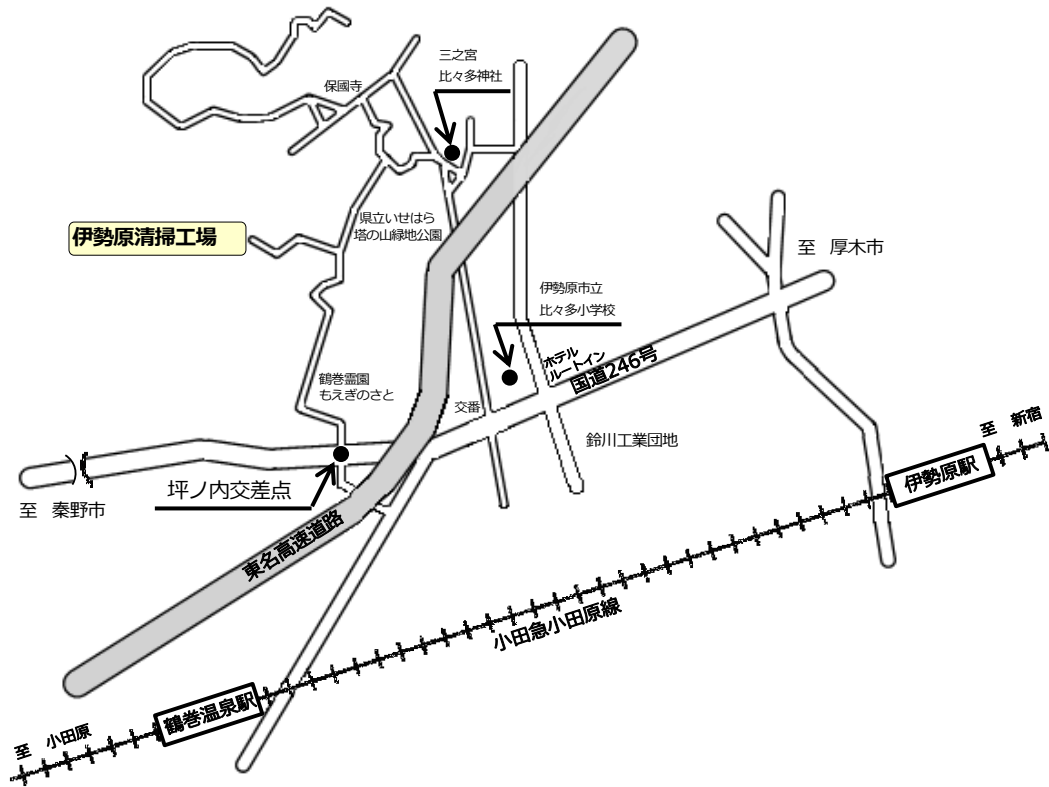 三之宮
比々多神社
保國寺
県立いせはら
塔の山緑地公園
伊勢原清掃工場
至 厚木市
伊勢原市立
比々多小学校
ホテル
ルートイン
国道246号
鶴巻霊園
もえぎのさと
交番
鈴川工業団地
至 新宿
伊勢原駅
坪ノ内交差点
至 秦野市
東名高速道路
小田急小田原線
鶴巻温泉駅
至 小田原